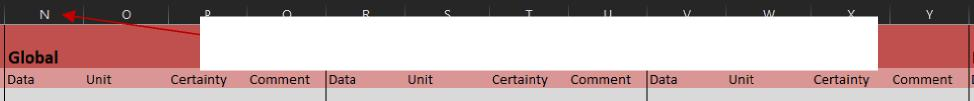 N O P Q R S T U V W X Y
Global
Data Unit Certainty Comment Data Unit Certainty Comment Data Unit Certainty Comment